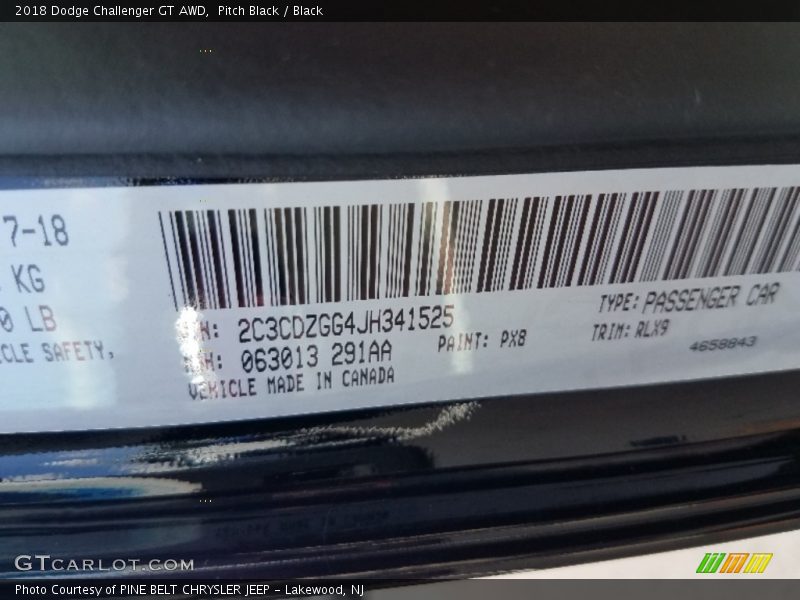 2018 Dodge Challenger GT AWD, Pitch Black / Black
7-18
KG
0 LB
CLE SAFETY,
: 2C3CDZGG4JH341525
H: 063013 291AA
VEHICLE MADE IN CANADA
PAINT: PX8
TYPE: PASSENGER CAR
TRIM: RLX9
4658843
GTCARLOT.COM
Photo Courtesy of PINE BELT CHRYSLER JEEP - Lakewood, NJ